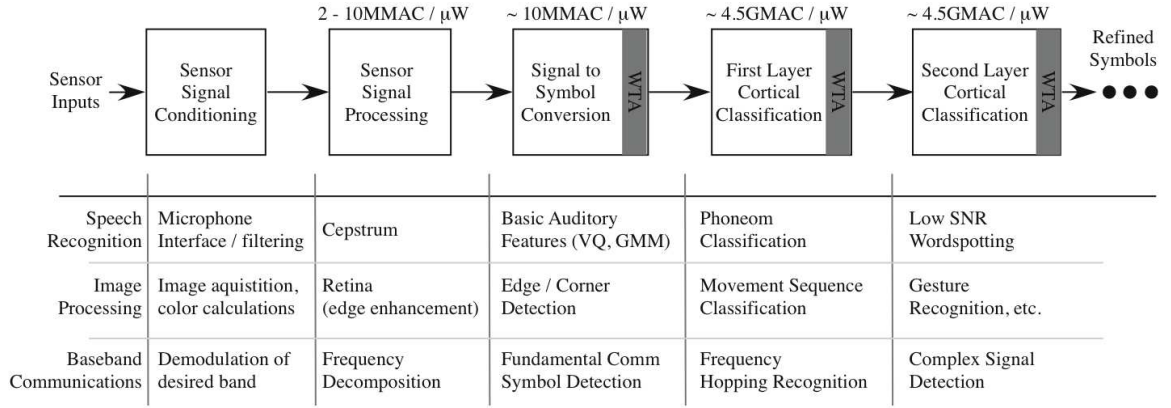 2 - 10MMAC / µW
~ 10MMAC / µW
~ 4.5GMAC / µW
~ 4.5GMAC / µW
Sensor
Inputs
Sensor
Signal
Conditioning
Sensor
Signal
Processing
Signal to
Symbol
Conversion
WTA
First Layer
Cortical
Classification
WTA
Second Layer
Cortical
Classification
WTA
Refined
Symbols
Speech
Recognition
Microphone
Interface / filtering
Cepstrum
Basic Auditory
Features (VQ, GMM)
Phoneom
Classification
Low SNR
Wordspotting
Image
Processing
Image aquistition,
color calculations
Retina
(edge enhancement)
Edge / Corner
Detection
Movement Sequence
Classification
Gesture
Recognition, etc.
Baseband
Communications
Demodulation of
desired band
Frequency
Decomposition
Fundamental Comm
Symbol Detection
Frequency
Hopping Recognition
Complex Signal
Detection